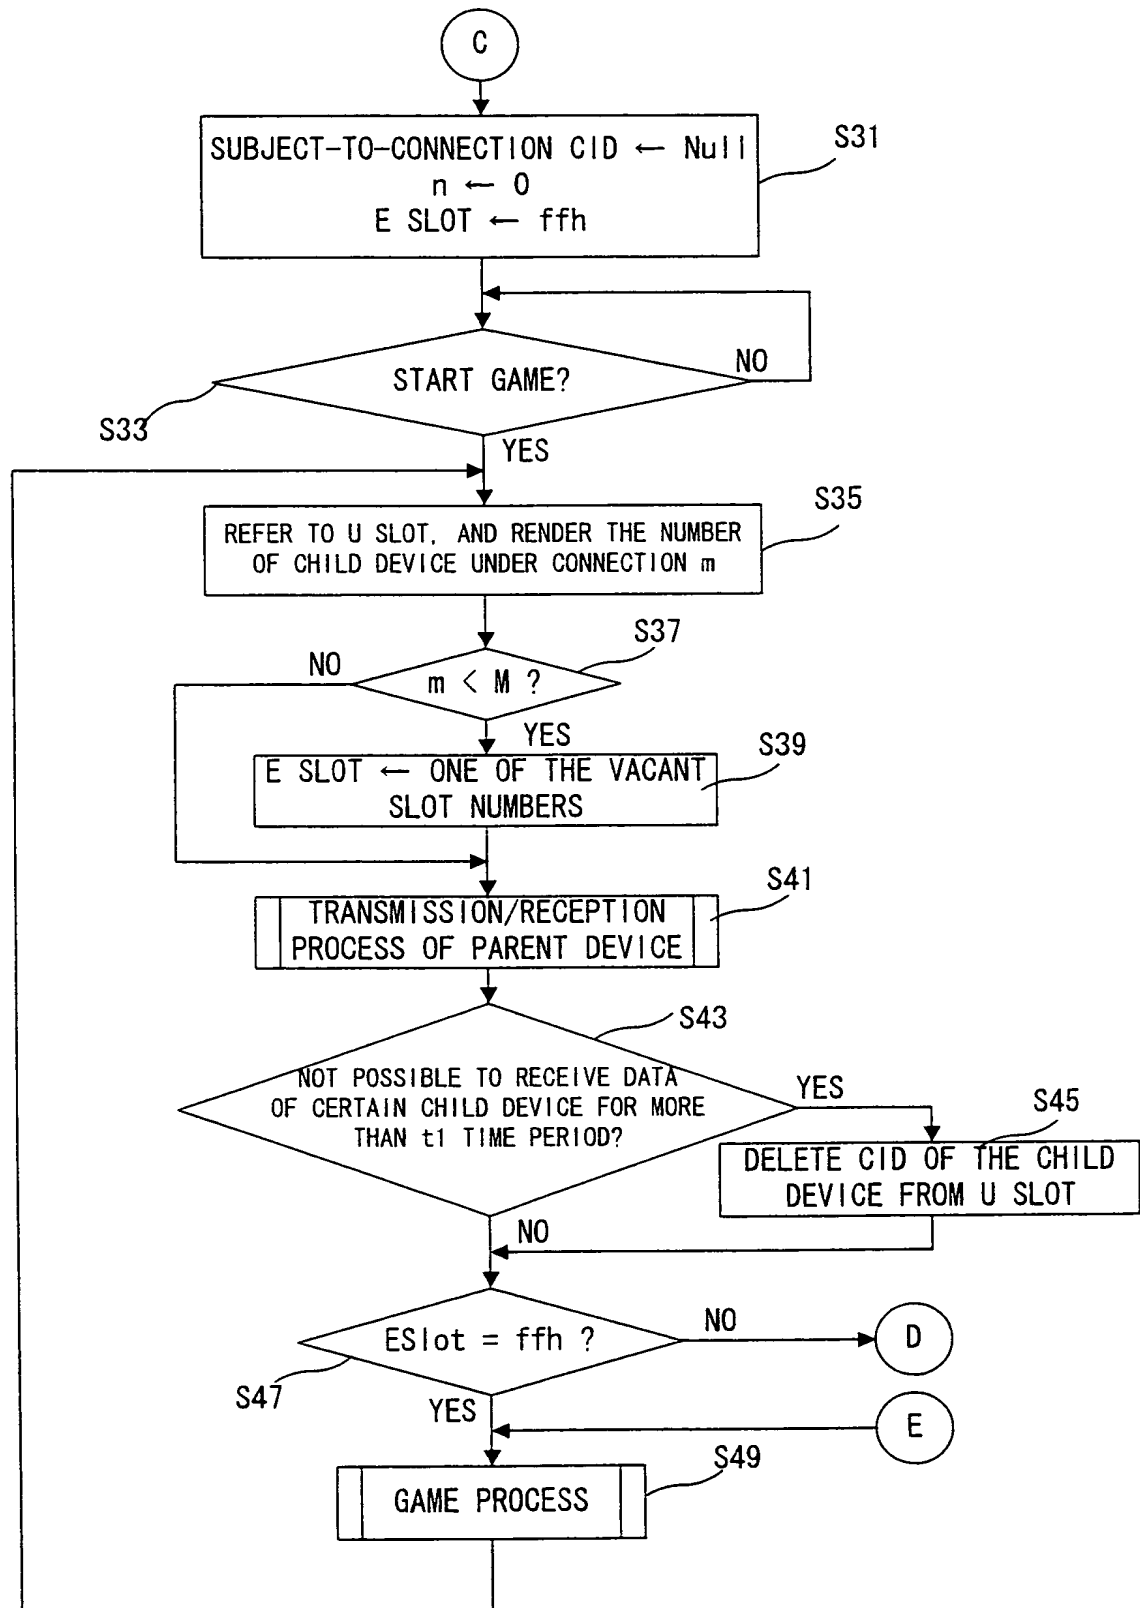 C
SUBJECT-TO-CONNECTION CID ← Null
n ← 0
E SLOT ← ffh
S31
START GAME?
NO
S33
YES
REFER TO U SLOT, AND RENDER THE NUMBER
OF CHILD DEVICE UNDER CONNECTION m
S35
m < M ?
S37
NO
YES
E SLOT ← ONE OF THE VACANT
SLOT NUMBERS
S39
TRANSMISSION/RECEPTION
PROCESS OF PARENT DEVICE
S41
S43
NOT POSSIBLE TO RECEIVE DATA
OF CERTAIN CHILD DEVICE FOR MORE
THAN t1 TIME PERIOD?
YES
S45
DELETE CID OF THE CHILD
DEVICE FROM U SLOT
NO
ESlot = ffh ?
NO
D
S47
YES
E
GAME PROCESS
S49